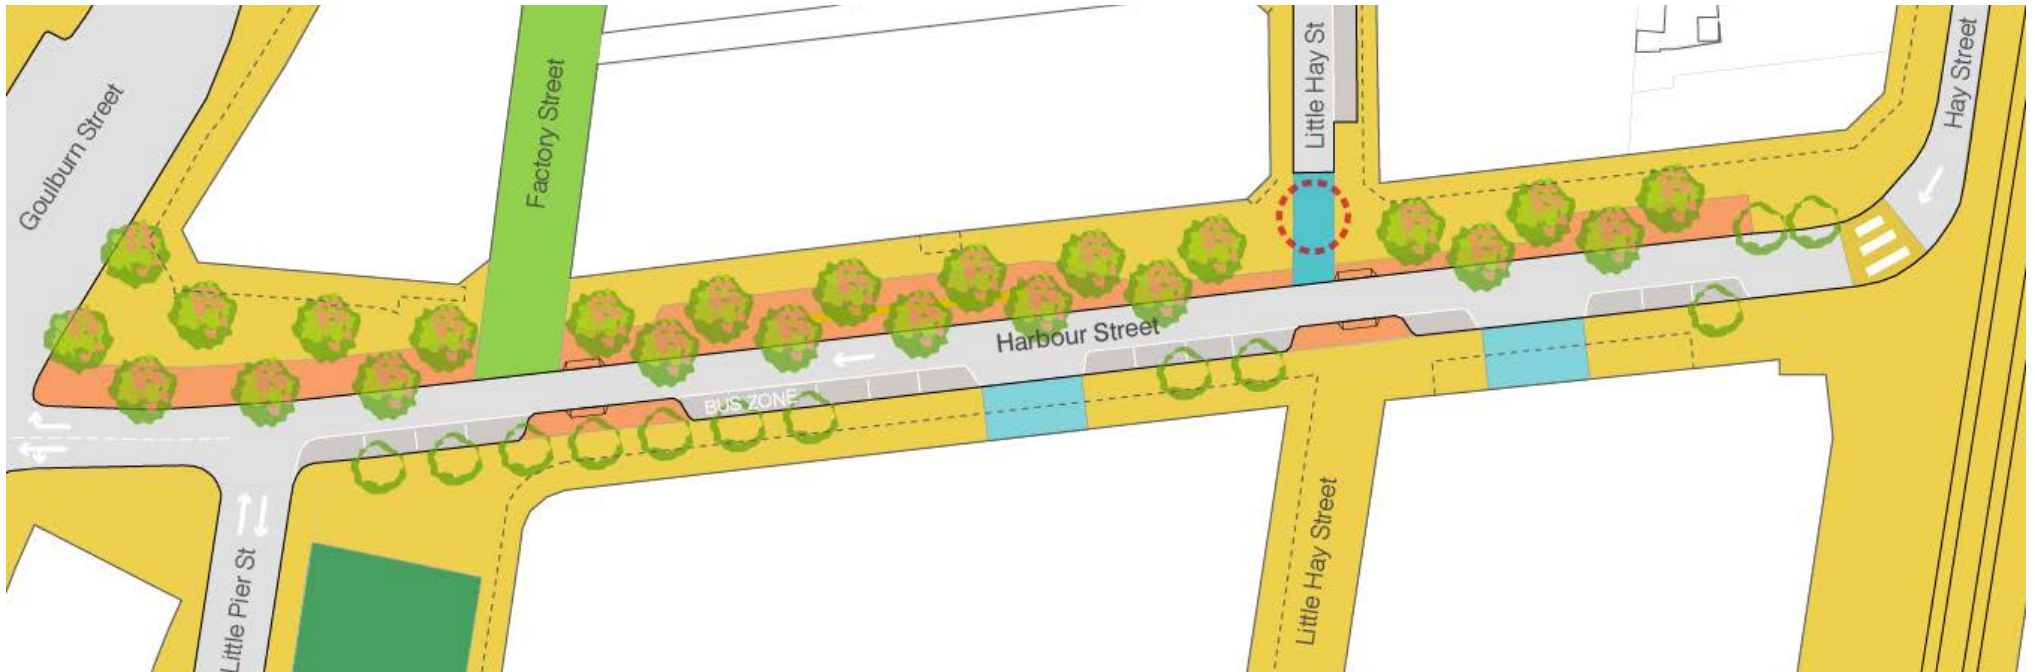 Goulburn Street
Factory Street
Little Hay St
Hay Street
Harbour Street
BUS ZONE
Little Pier St
Little Hay Street